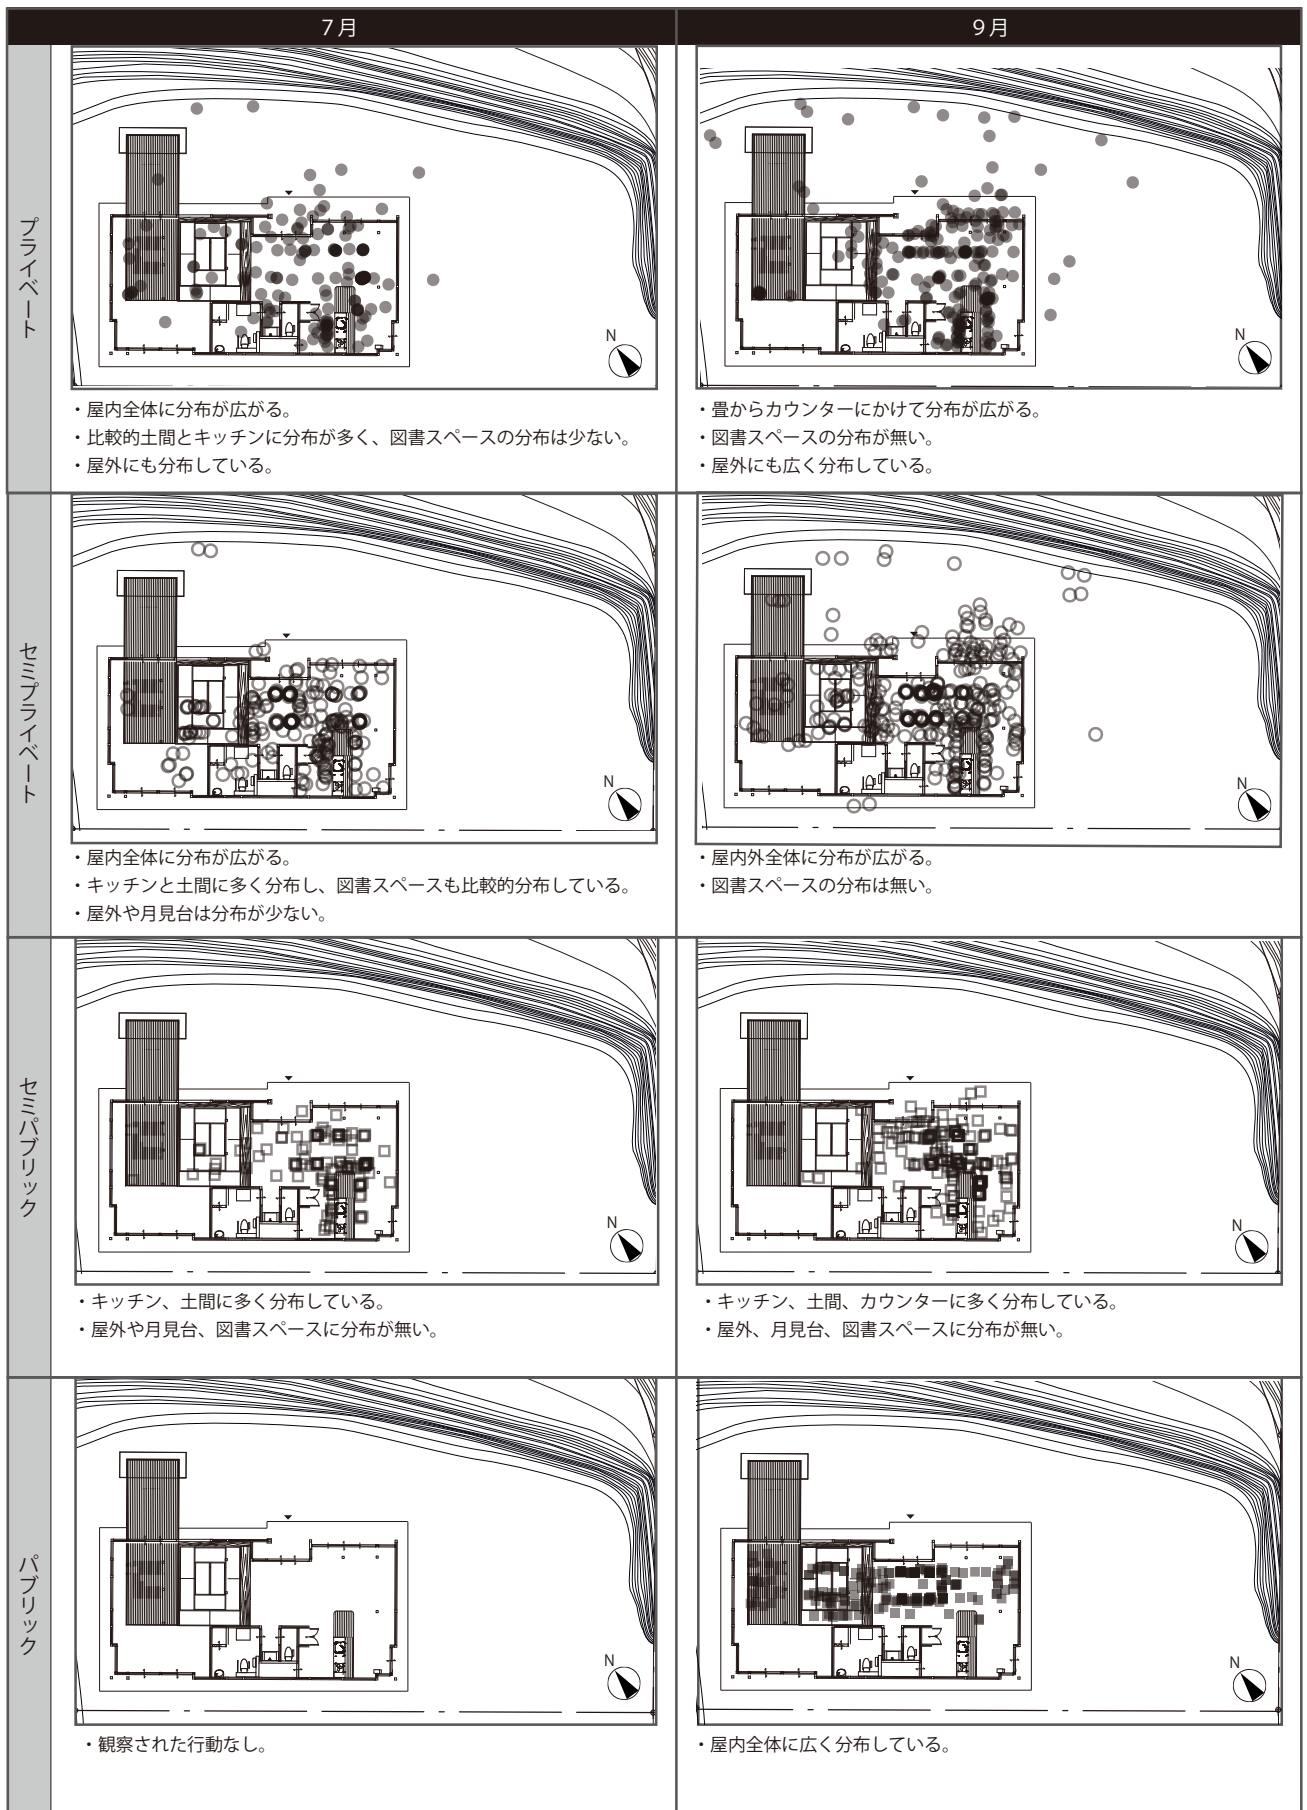 7月
9月
プライベート
N
N
・屋内全体に分布が広がる。
・比較的土間とキッチンに分布が多く、図書スペースの分布は少ない。
・屋外にも分布している。
・畳からカウンターにかけて分布が広がる。
・図書スペースの分布が無い。
・屋外にも広く分布している。
セミプライベート
N
N
・屋内全体に分布が広がる。
・キッチンと土間に多く分布し、図書スペースも比較的分布している。
・屋外や月見台は分布が少ない。
・屋内外全体に分布が広がる。
・図書スペースの分布は無い。
セミパブリック
N
N
・キッチン、土間に多く分布している。
・屋外や月見台、図書スペースに分布が無い。
・キッチン、土間、カウンターに多く分布している。
・屋外、月見台、図書スペースに分布が無い。
パブリック
N
N
・観察された行動なし。
・屋内全体に広く分布している。